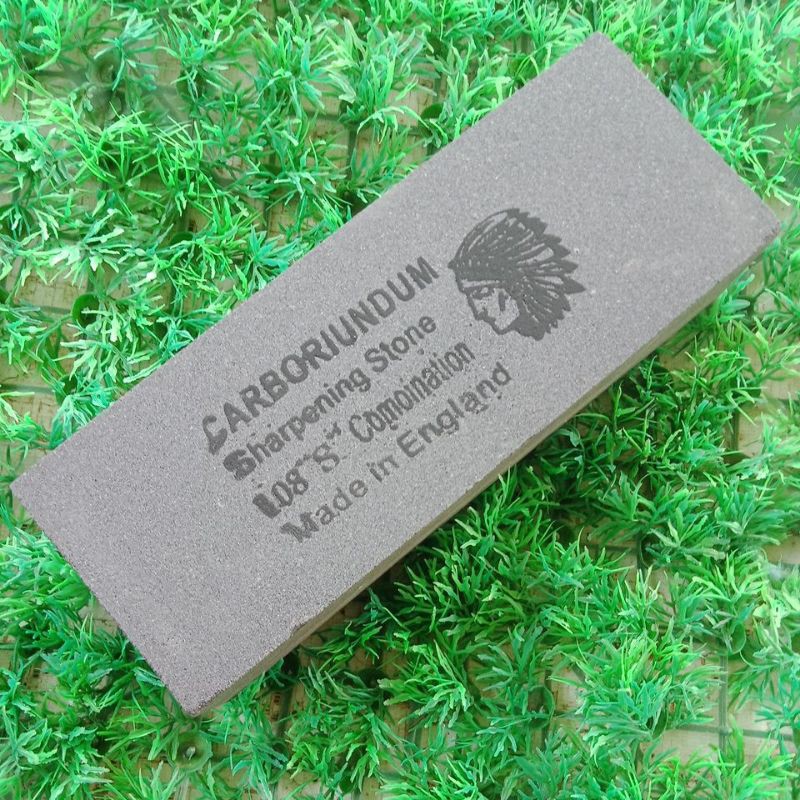 CARBORIUNDUM
Sharpening Stone
108 "S" Comoination
Made in England